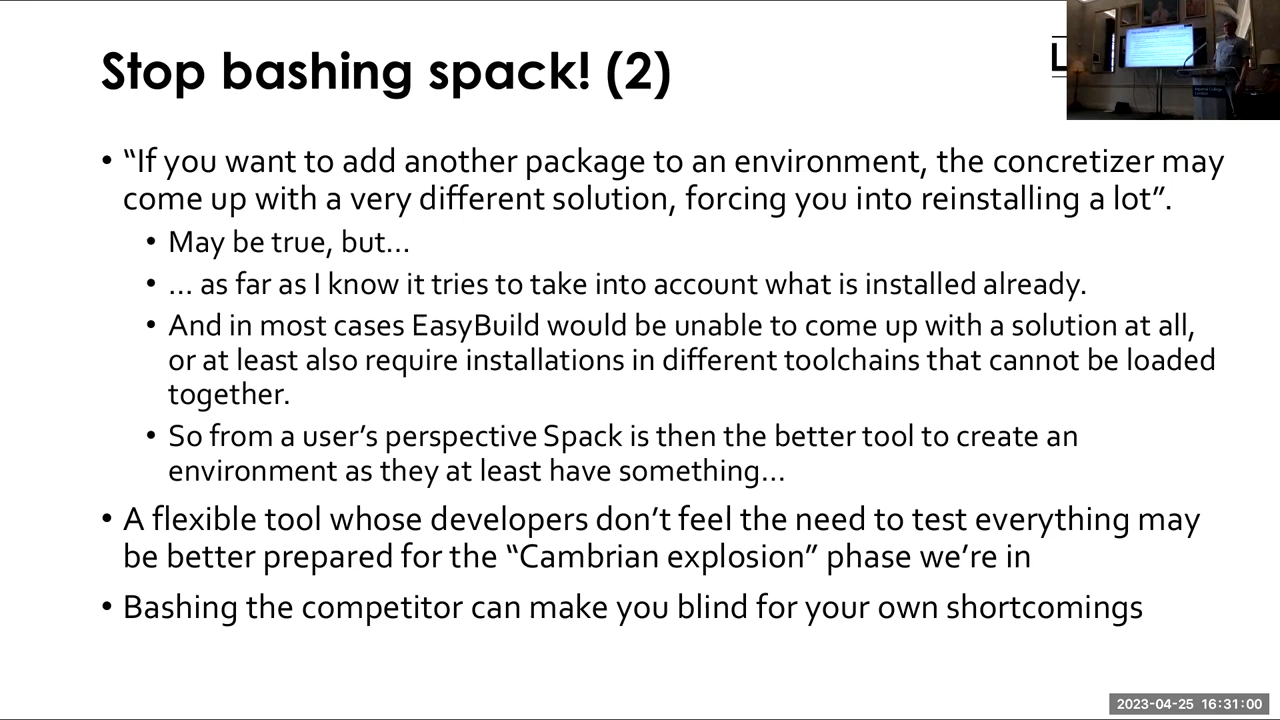 Stop bashing spack! (2)
• “If you want to add another package to an environment, the concretizer may
come up with a very different solution, forcing you into reinstalling a lot”.
• May be true, but…
• … as far as I know it tries to take into account what is installed already.
• And in most cases EasyBuild would be unable to come up with a solution at all,
or at least also require installations in different toolchains that cannot be loaded
together.
• So from a user’s perspective Spack is then the better tool to create an
environment as they at least have something…
• A flexible tool whose developers don’t feel the need to test everything may
be better prepared for the “Cambrian explosion” phase we’re in
• Bashing the competitor can make you blind for your own shortcomings
2023-04-25 16:31:00